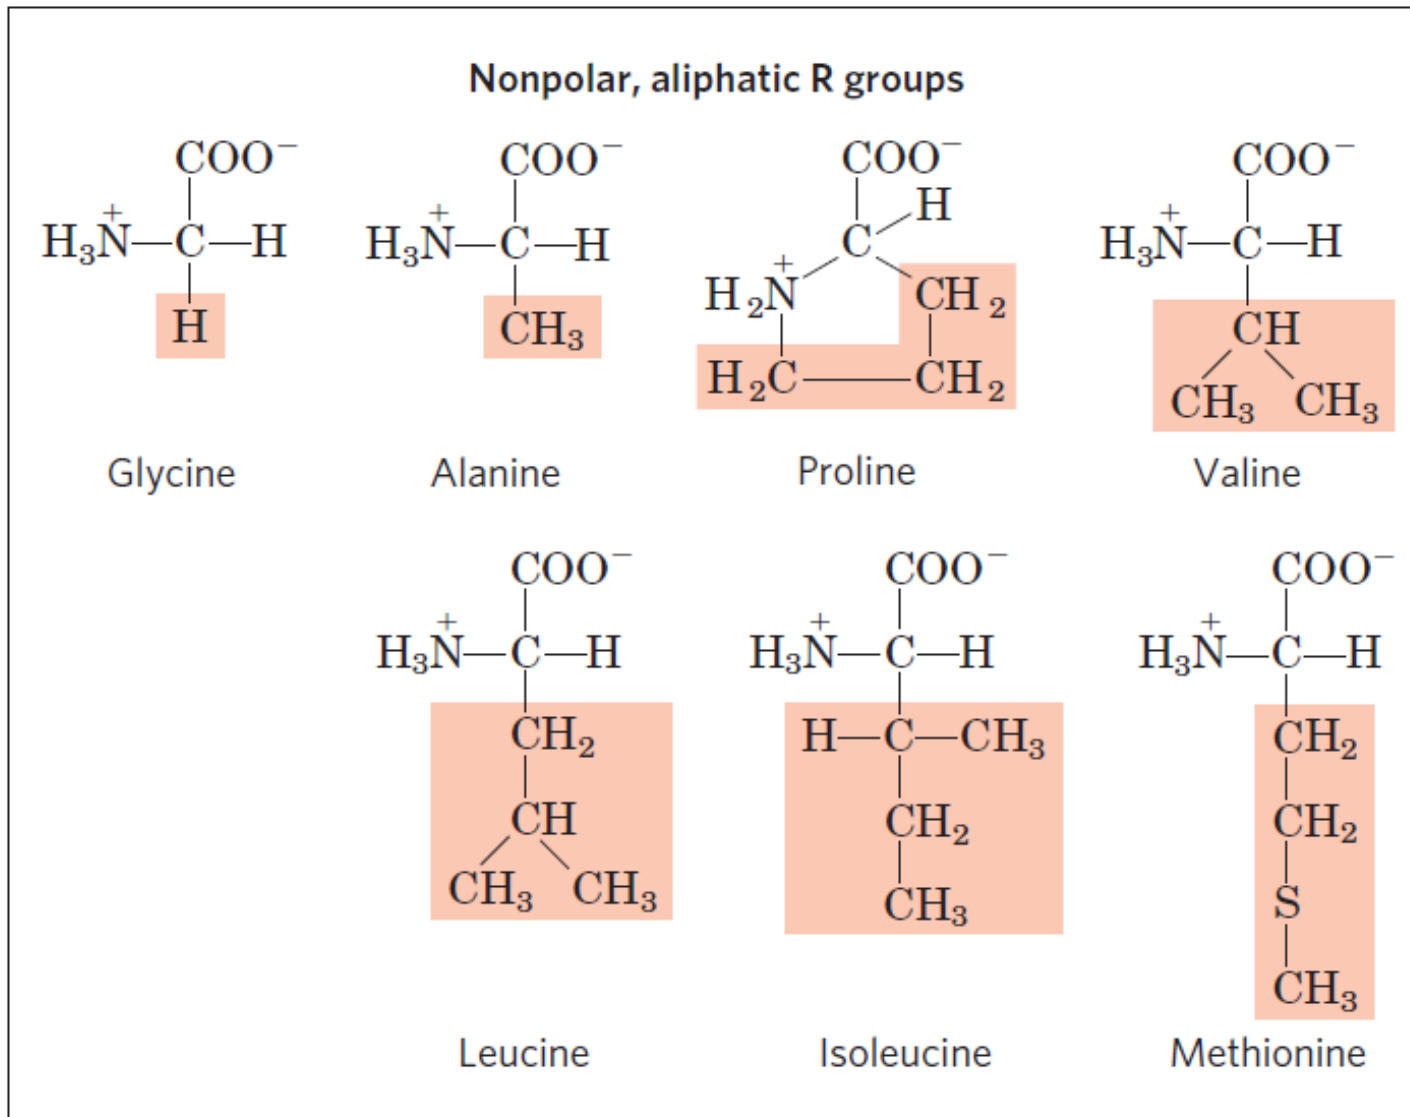 Nonpolar, aliphatic R groups
COO⁻ COO⁻ COO⁻ COO⁻
H
H₃N⁺—C—H H₃N⁺—C—H C H₃N⁺—C—H
H₂N⁺ CH₂
H CH₃ CH
H₂C—CH₂ CH₃ CH₃
Glycine Alanine Proline Valine
COO⁻ COO⁻ COO⁻
H₃N⁺—C—H H₃N⁺—C—H H₃N⁺—C—H
CH₂ H—C—CH₃ CH₂
CH CH₂ CH₂
CH₃ CH₃ CH₃ S
CH₃
Leucine Isoleucine Methionine